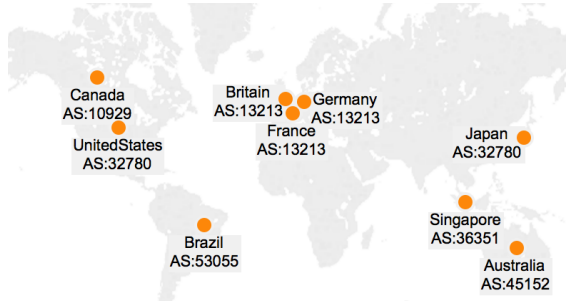 Canada
AS:10929
UnitedStates
AS:32780
Britain
AS:13213
Germany
AS:13213
France
AS:13213
Japan
AS:32780
Singapore
AS:36351
Brazil
AS:53055
Australia
AS:45152